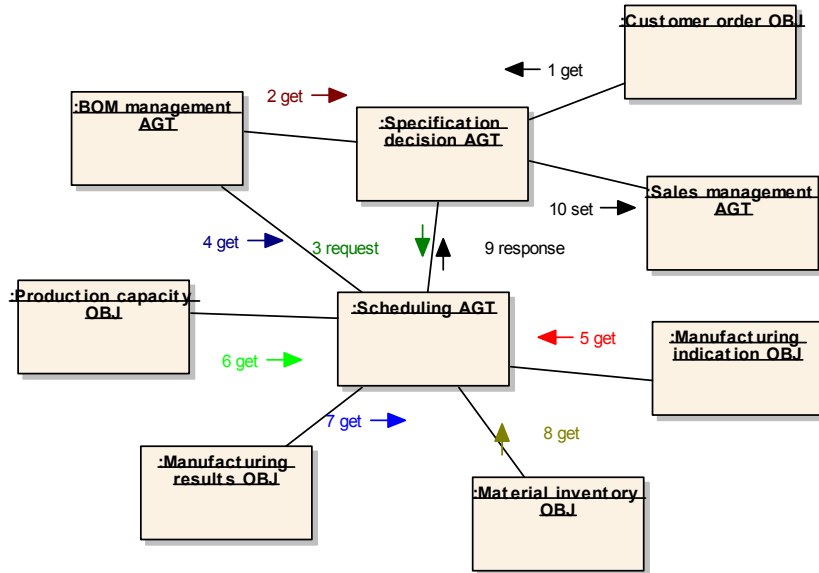 :Customer order OBJ
1 get
2 get
:BOM management
AGT
:Specification
decision AGT
:Sales management
AGT
10 set
4 get
3 request
9 response
:Production capacity
OBJ
:Scheduling AGT
:Manufacturing
indication OBJ
5 get
6 get
7 get
8 get
:Manufacturing
results OBJ
:Material inventory
OBJ